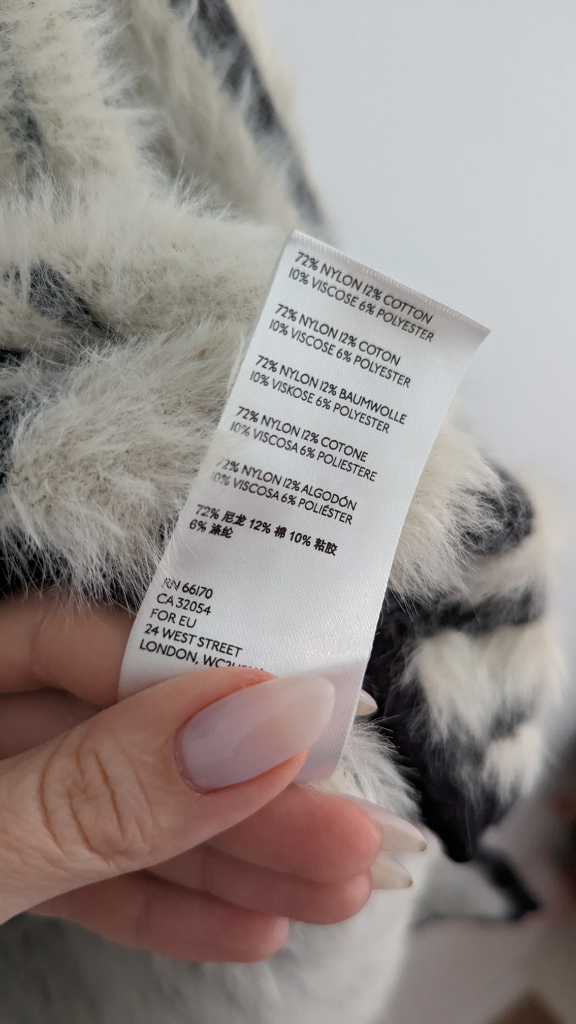 72% NYLON 12% COTTON
10% VISCOSE 6% POLYESTER
72% NYLON 12% COTON
10% VISCOSE 6% POLYESTER
72% NYLON 12% BAUMWOLLE
10% VISKOSE 6% POLYESTER
72% NYLON 12% COTONE
10% VISCOSA 6% POLIESTERE
72% NYLON 12% ALGODÓN
10% VISCOSA 6% POLIÉSTER
72% 尼龙 12% 棉 10% 粘胶
6% 涤纶
RN 66170
CA 32054
FOR EU
24 WEST STREET
LONDON,